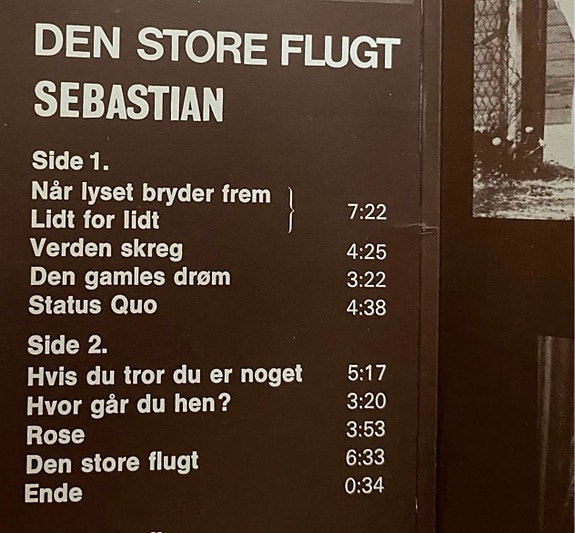 DEN STORE FLUGT
SEBASTIAN
Side 1.
Når lyset bryder frem
Lidt for lidt 7:22
Verden skreg 4:25
Den gamles drøm 3:22
Status Quo 4:38
Side 2.
Hvis du tror du er noget 5:17
Hvor går du hen? 3:20
Rose 3:53
Den store flugt 6:33
Ende 0:34